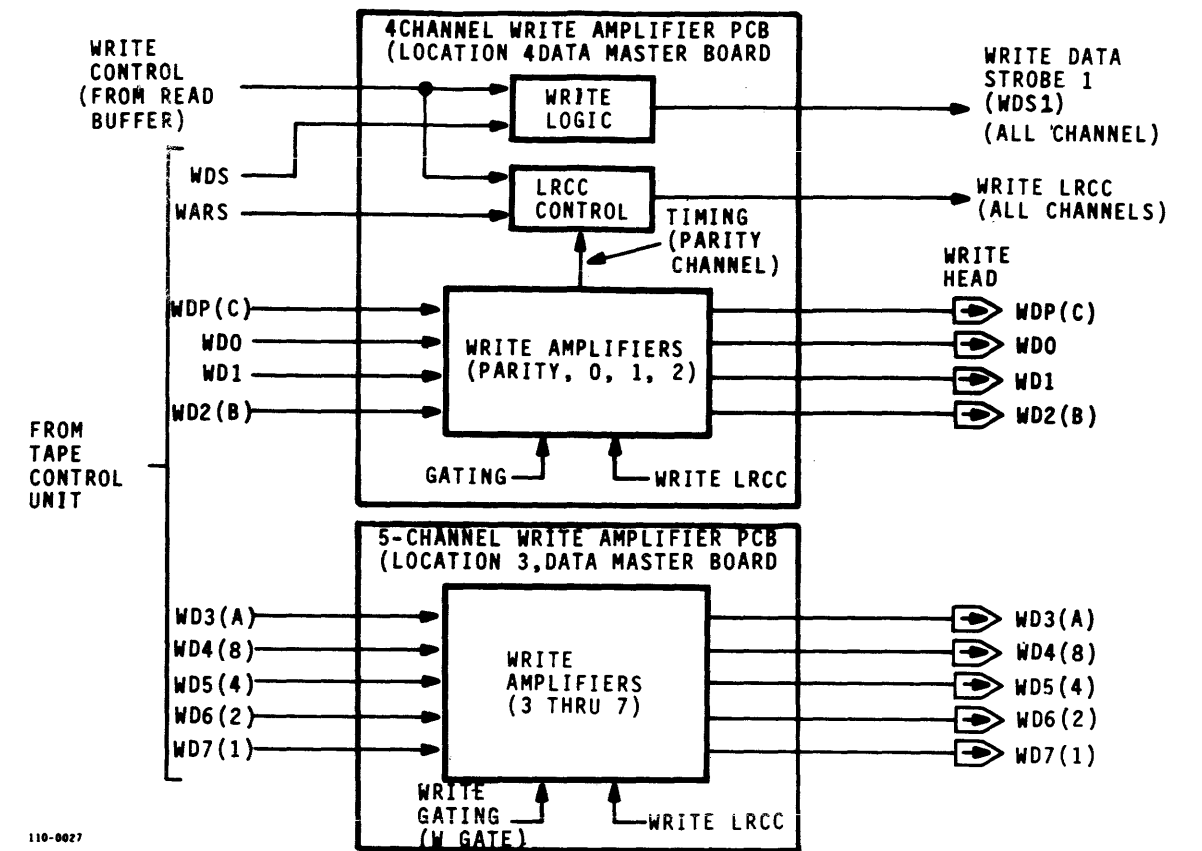 4CHANNEL WRITE AMPLIFIER PCB
(LOCATION 4DATA MASTER BOARD
WRITE
CONTROL
(FROM READ
BUFFER)
WRITE
LOGIC
WRITE DATA
STROBE 1
(WDS1)
(ALL CHANNEL)
WDS
WARS
LRCC
CONTROL
WRITE LRCC
(ALL CHANNELS)
TIMING
(PARITY
CHANNEL)
WRITE
HEAD
WDP(C)
WD0
WD1
WD2(B)
WRITE AMPLIFIERS
(PARITY, 0, 1, 2)
WDP(C)
WD0
WD1
WD2(B)
GATING
WRITE LRCC
FROM
TAPE
CONTROL
UNIT
5-CHANNEL WRITE AMPLIFIER PCB
(LOCATION 3,DATA MASTER BOARD
WD3(A)
WD4(8)
WD5(4)
WD6(2)
WD7(1)
WRITE
AMPLIFIERS
(3 THRU 7)
WD3(A)
WD4(8)
WD5(4)
WD6(2)
WD7(1)
WRITE
GATING
(W GATE)
WRITE LRCC
110-0027